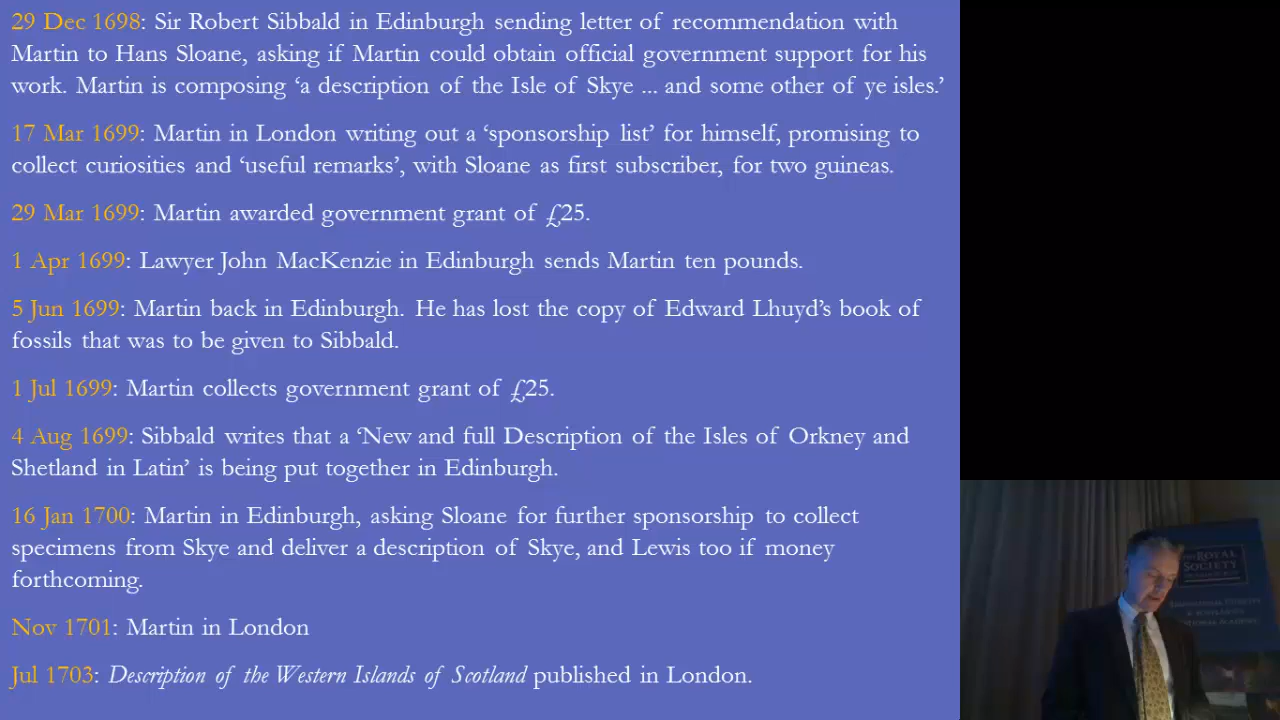 29 Dec 1698: Sir Robert Sibbald in Edinburgh sending letter of recommendation with
Martin to Hans Sloane, asking if Martin could obtain official government support for his
work. Martin is composing ‘a description of the Isle of Skye ... and some other of ye isles.’
17 Mar 1699: Martin in London writing out a ‘sponsorship list’ for himself, promising to
collect curiosities and ‘useful remarks’, with Sloane as first subscriber, for two guineas.
29 Mar 1699: Martin awarded government grant of £25.
1 Apr 1699: Lawyer John MacKenzie in Edinburgh sends Martin ten pounds.
5 Jun 1699: Martin back in Edinburgh. He has lost the copy of Edward Lhuyd’s book of
fossils that was to be given to Sibbald.
1 Jul 1699: Martin collects government grant of £25.
4 Aug 1699: Sibbald writes that a ‘New and full Description of the Isles of Orkney and
Shetland in Latin’ is being put together in Edinburgh.
16 Jan 1700: Martin in Edinburgh, asking Sloane for further sponsorship to collect
specimens from Skye and deliver a description of Skye, and Lewis too if money
forthcoming.
Nov 1701: Martin in London
Jul 1703: Description of the Western Islands of Scotland published in London.
ROYAL
SOCIETY